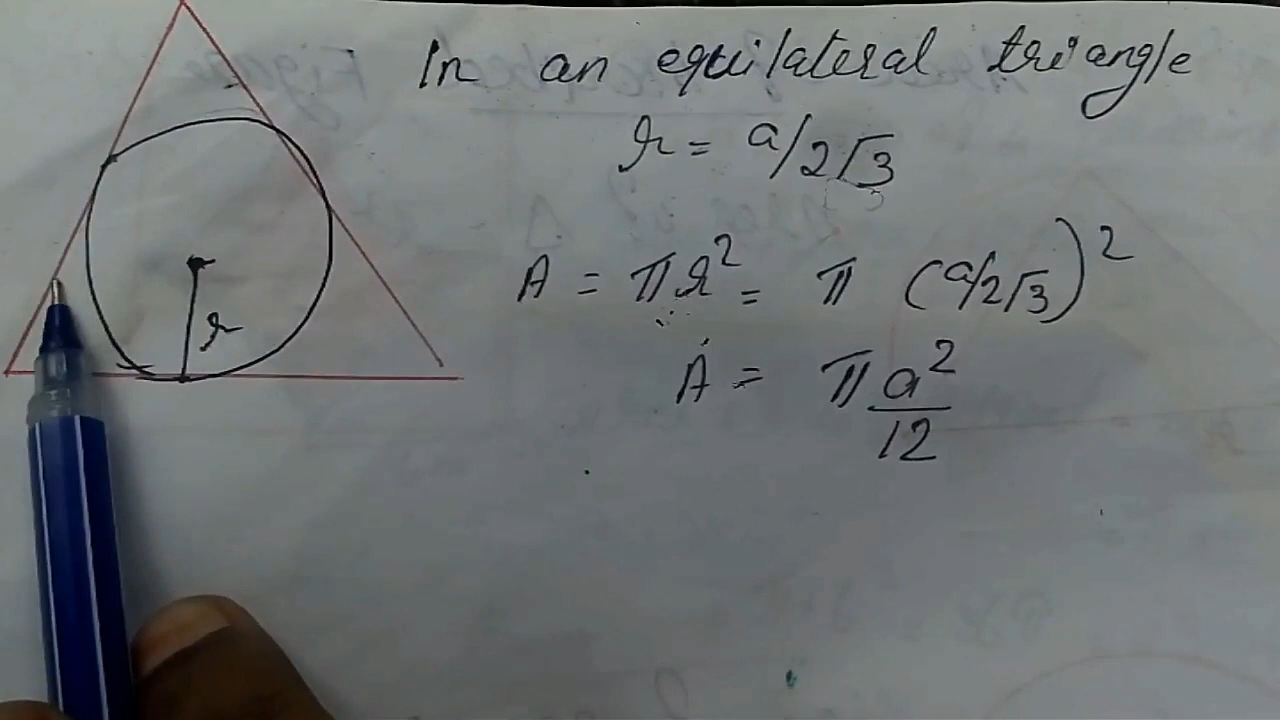 In an equilateral triangle
r = a/2√3
A = πr² = π (a/2√3)²
A = πa²/12
r